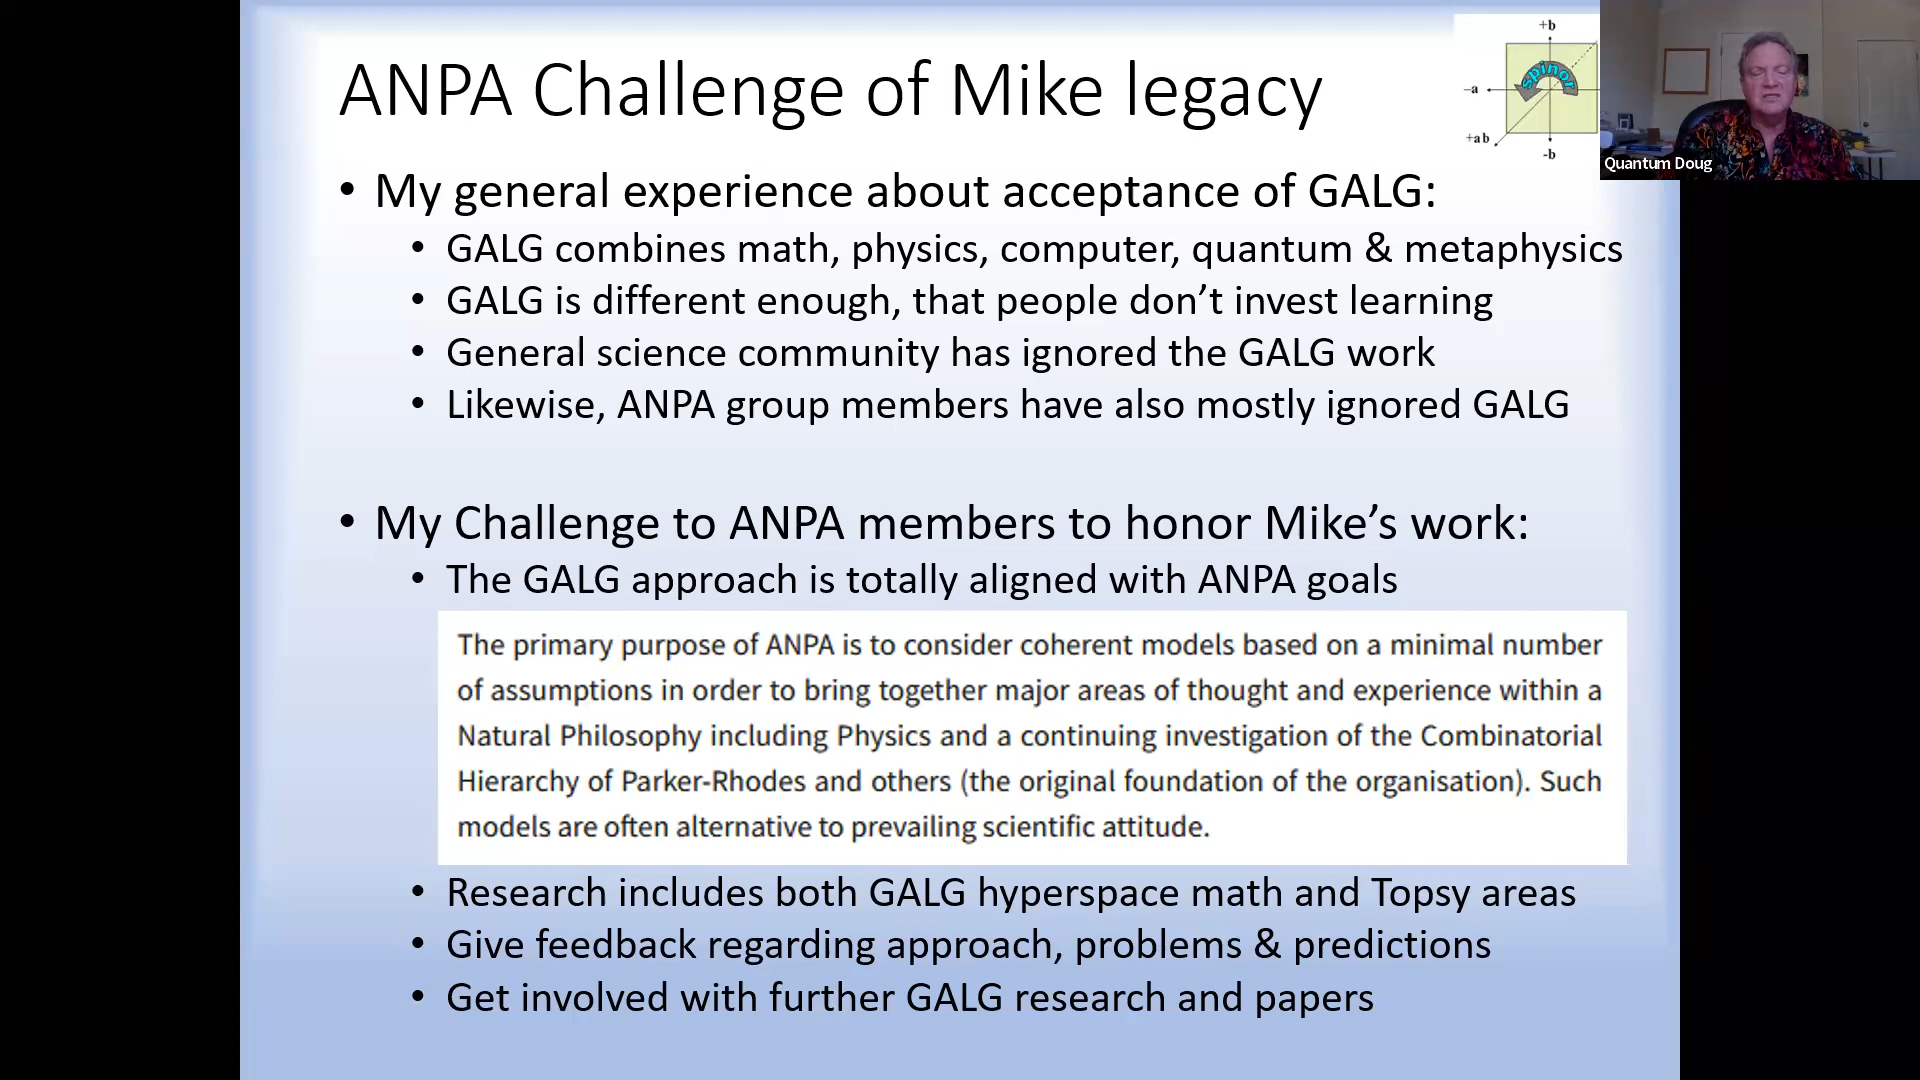 ANPA Challenge of Mike legacy
+b
spinor
-a
+ab
-b
Quantum Doug
• My general experience about acceptance of GALG:
• GALG combines math, physics, computer, quantum & metaphysics
• GALG is different enough, that people don’t invest learning
• General science community has ignored the GALG work
• Likewise, ANPA group members have also mostly ignored GALG
• My Challenge to ANPA members to honor Mike’s work:
• The GALG approach is totally aligned with ANPA goals
The primary purpose of ANPA is to consider coherent models based on a minimal number
of assumptions in order to bring together major areas of thought and experience within a
Natural Philosophy including Physics and a continuing investigation of the Combinatorial
Hierarchy of Parker-Rhodes and others (the original foundation of the organisation). Such
models are often alternative to prevailing scientific attitude.
• Research includes both GALG hyperspace math and Topsy areas
• Give feedback regarding approach, problems & predictions
• Get involved with further GALG research and papers